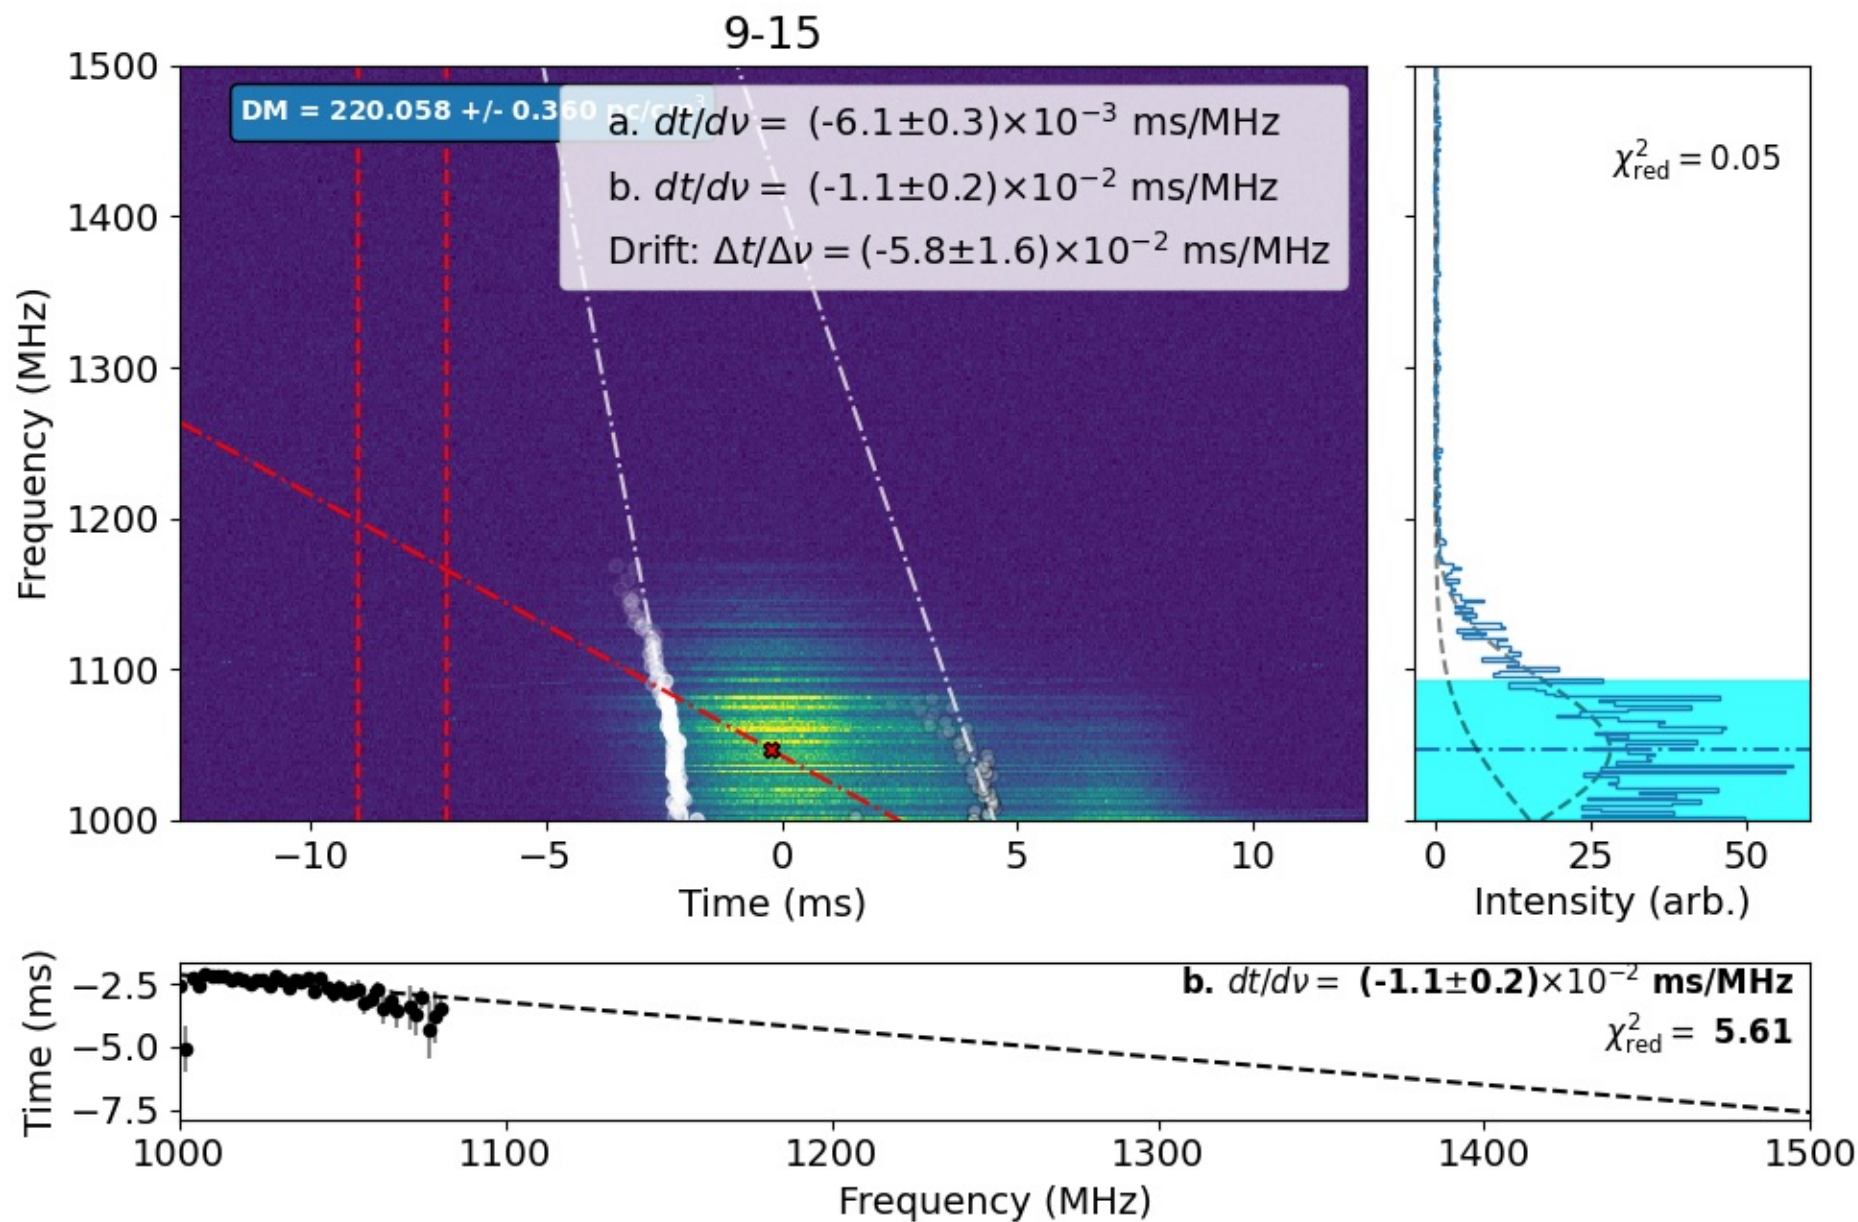 9-15
DM = 220.058 +/- 0.360 pc/cm³
a. dt/dν = (-6.1±0.3)×10⁻³ ms/MHz
b. dt/dν = (-1.1±0.2)×10⁻² ms/MHz
Drift: Δt/Δν = (-5.8±1.6)×10⁻² ms/MHz
χ²red = 0.05
Frequency (MHz)
1500
1400
1300
1200
1100
1000
−10 −5 0 5 10
Time (ms)
0 25 50
Intensity (arb.)
Time (ms)
−2.5
−5.0
−7.5
b. dt/dν = (-1.1±0.2)×10⁻² ms/MHz
χ²red = 5.61
1000 1100 1200 1300 1400 1500
Frequency (MHz)